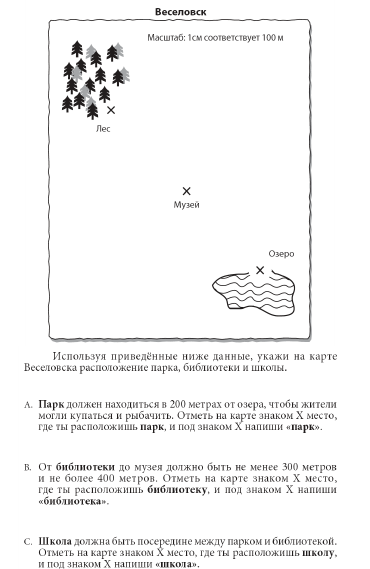 Веселовск
Масштаб: 1см соответствует 100 м
Лес
Музей
Озеро
Используя приведённые ниже данные, укажи на карте
Веселовска расположение парка, библиотеки и школы.
A. Парк должен находиться в 200 метрах от озера, чтобы жители
могли купаться и рыбачить. Отметь на карте знаком X место,
где ты расположишь парк, и под знаком X напиши «парк».
B. От библиотеки до музея должно быть не менее 300 метров
и не более 400 метров. Отметь на карте знаком X место,
где ты расположишь библиотеку, и под знаком X напиши
«библиотека».
C. Школа должна быть посередине между парком и библиотекой.
Отметь на карте знаком X место, где ты расположишь школу,
и под знаком X напиши «школа».